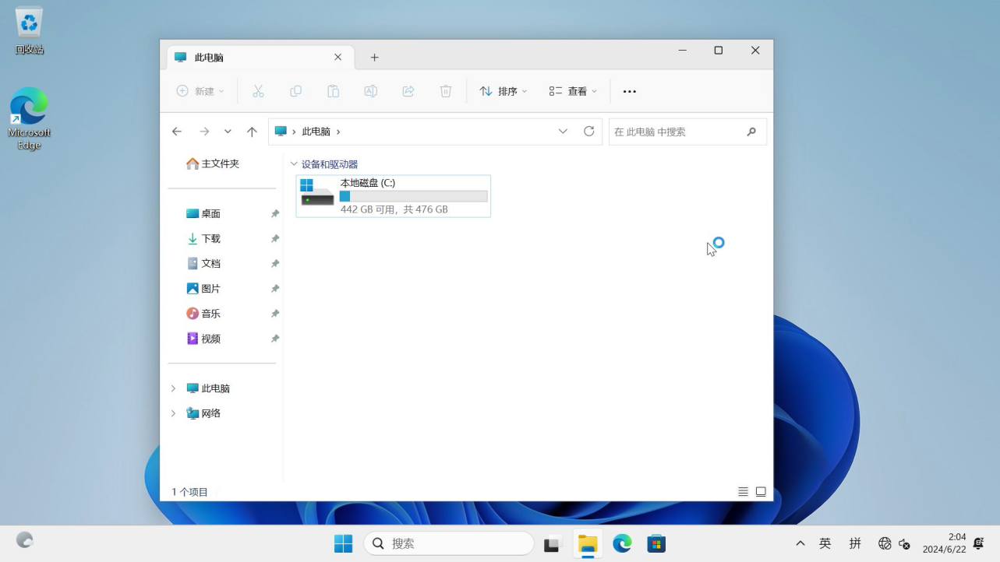 回收站
Microsoft
Edge
此电脑
新建
排序
查看
此电脑
在 此电脑 中搜索
主文件夹
桌面
下载
文档
图片
音乐
视频
此电脑
网络
设备和驱动器
本地磁盘 (C:)
442 GB 可用，共 476 GB
1 个项目
搜索
英
拼
2:04
2024/6/22